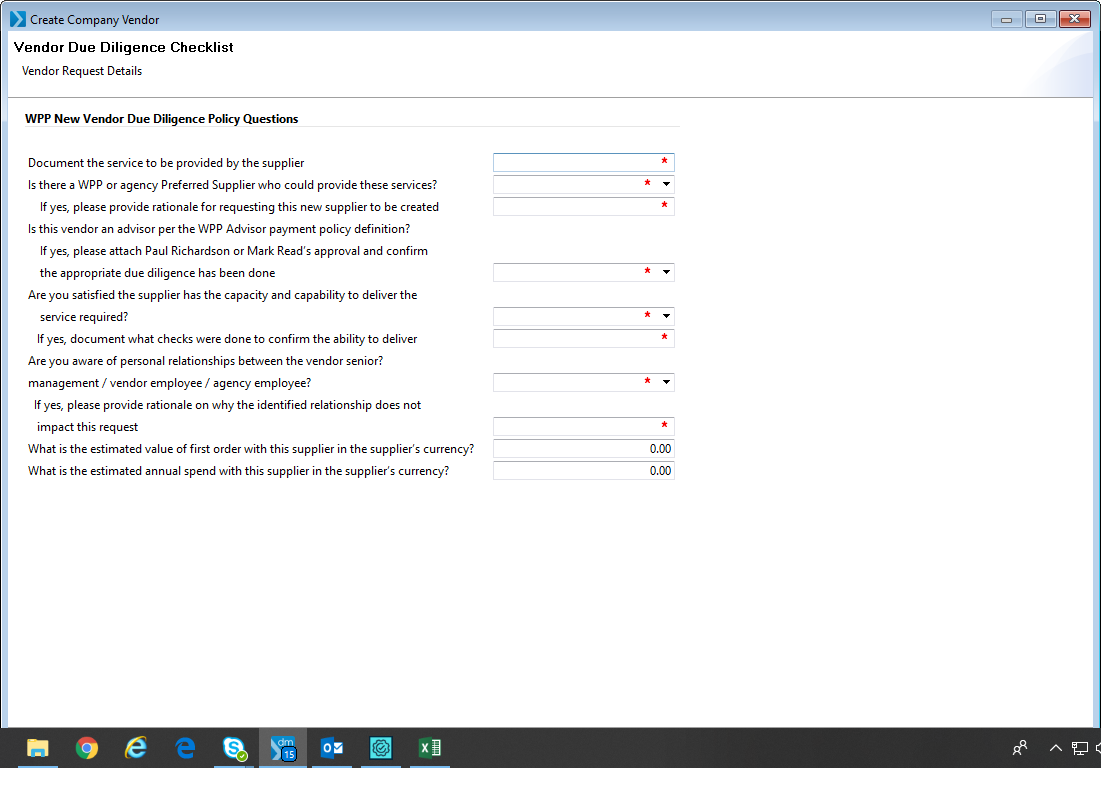 Create Company Vendor
Vendor Due Diligence Checklist
Vendor Request Details
WPP New Vendor Due Diligence Policy Questions
Document the service to be provided by the supplier *
Is there a WPP or agency Preferred Supplier who could provide these services? *
If yes, please provide rationale for requesting this new supplier to be created *
Is this vendor an advisor per the WPP Advisor payment policy definition?
If yes, please attach Paul Richardson or Mark Read's approval and confirm
the appropriate due diligence has been done *
Are you satisfied the supplier has the capacity and capability to deliver the
service required? *
If yes, document what checks were done to confirm the ability to deliver *
Are you aware of personal relationships between the vendor senior?
management / vendor employee / agency employee? *
If yes, please provide rationale on why the identified relationship does not
impact this request *
What is the estimated value of first order with this supplier in the supplier's currency? 0.00
What is the estimated annual spend with this supplier in the supplier's currency? 0.00
dm
15